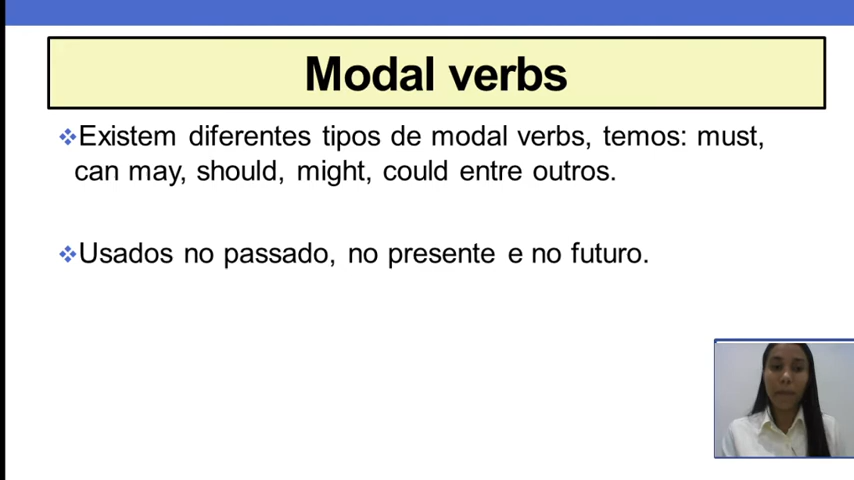 Modal verbs
Existem diferentes tipos de modal verbs, temos: must,
can may, should, might, could entre outros.
Usados no passado, no presente e no futuro.